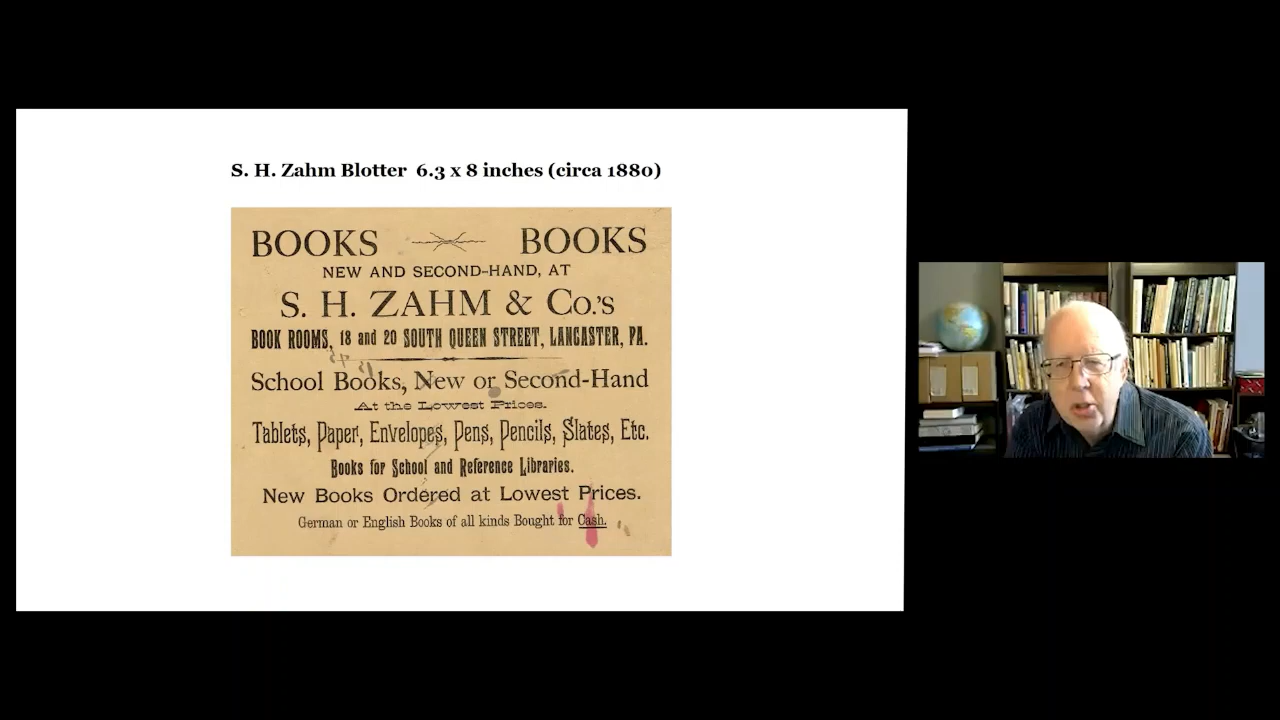 S. H. Zahm Blotter 6.3 x 8 inches (circa 1880)
BOOKS BOOKS
NEW AND SECOND-HAND, AT
S. H. ZAHM & Co.'s
BOOK ROOMS, 18 and 20 SOUTH QUEEN STREET, LANCASTER, PA.
School Books, New or Second-Hand
At the Lowest Prices.
Tablets, Paper, Envelopes, Pens, Pencils, Slates, Etc.
Books for School and Reference Libraries.
New Books Ordered at Lowest Prices.
German or English Books of all kinds Bought for Cash.